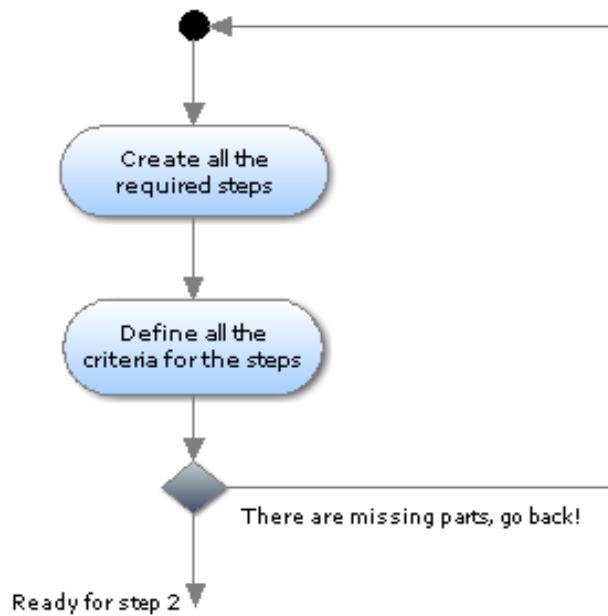 Create all the
required steps
Define all the
criteria for the steps
There are missing parts, go back!
Ready for step 2